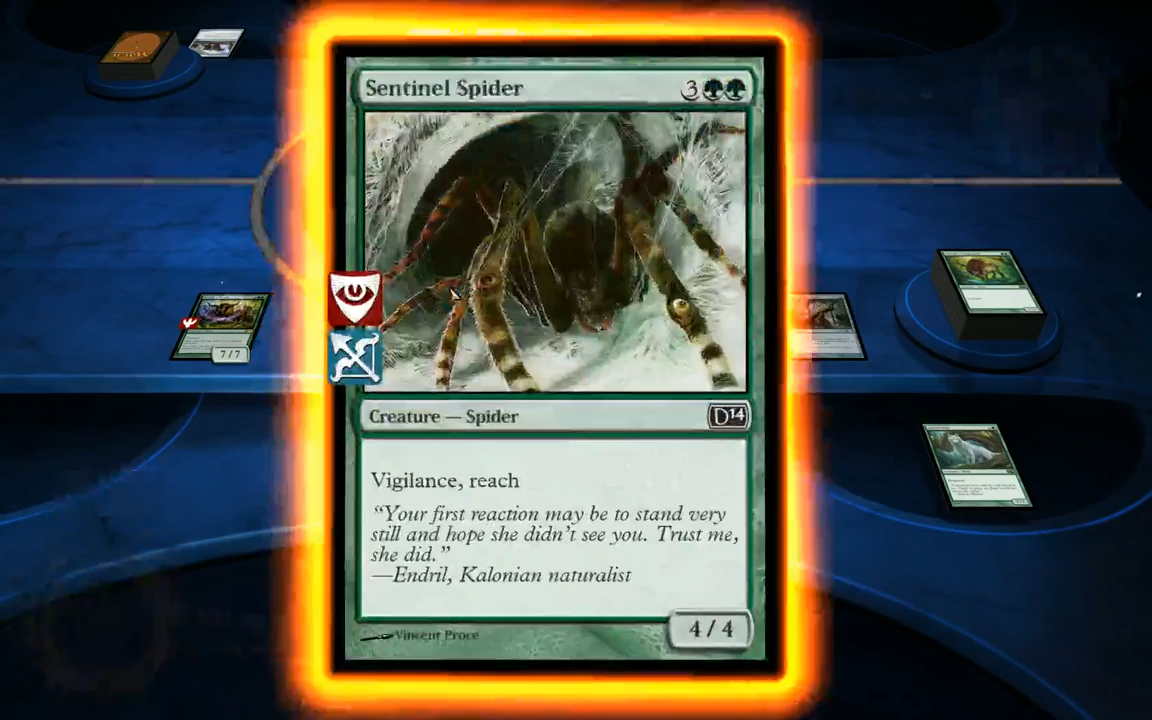 Sentinel Spider 3
Creature — Spider D14
Vigilance, reach
“Your first reaction may be to stand very
still and hope she didn’t see you. Trust me,
she did.”
—Endril, Kalonian naturalist
4 / 4
Vincent Proce
7 / 7